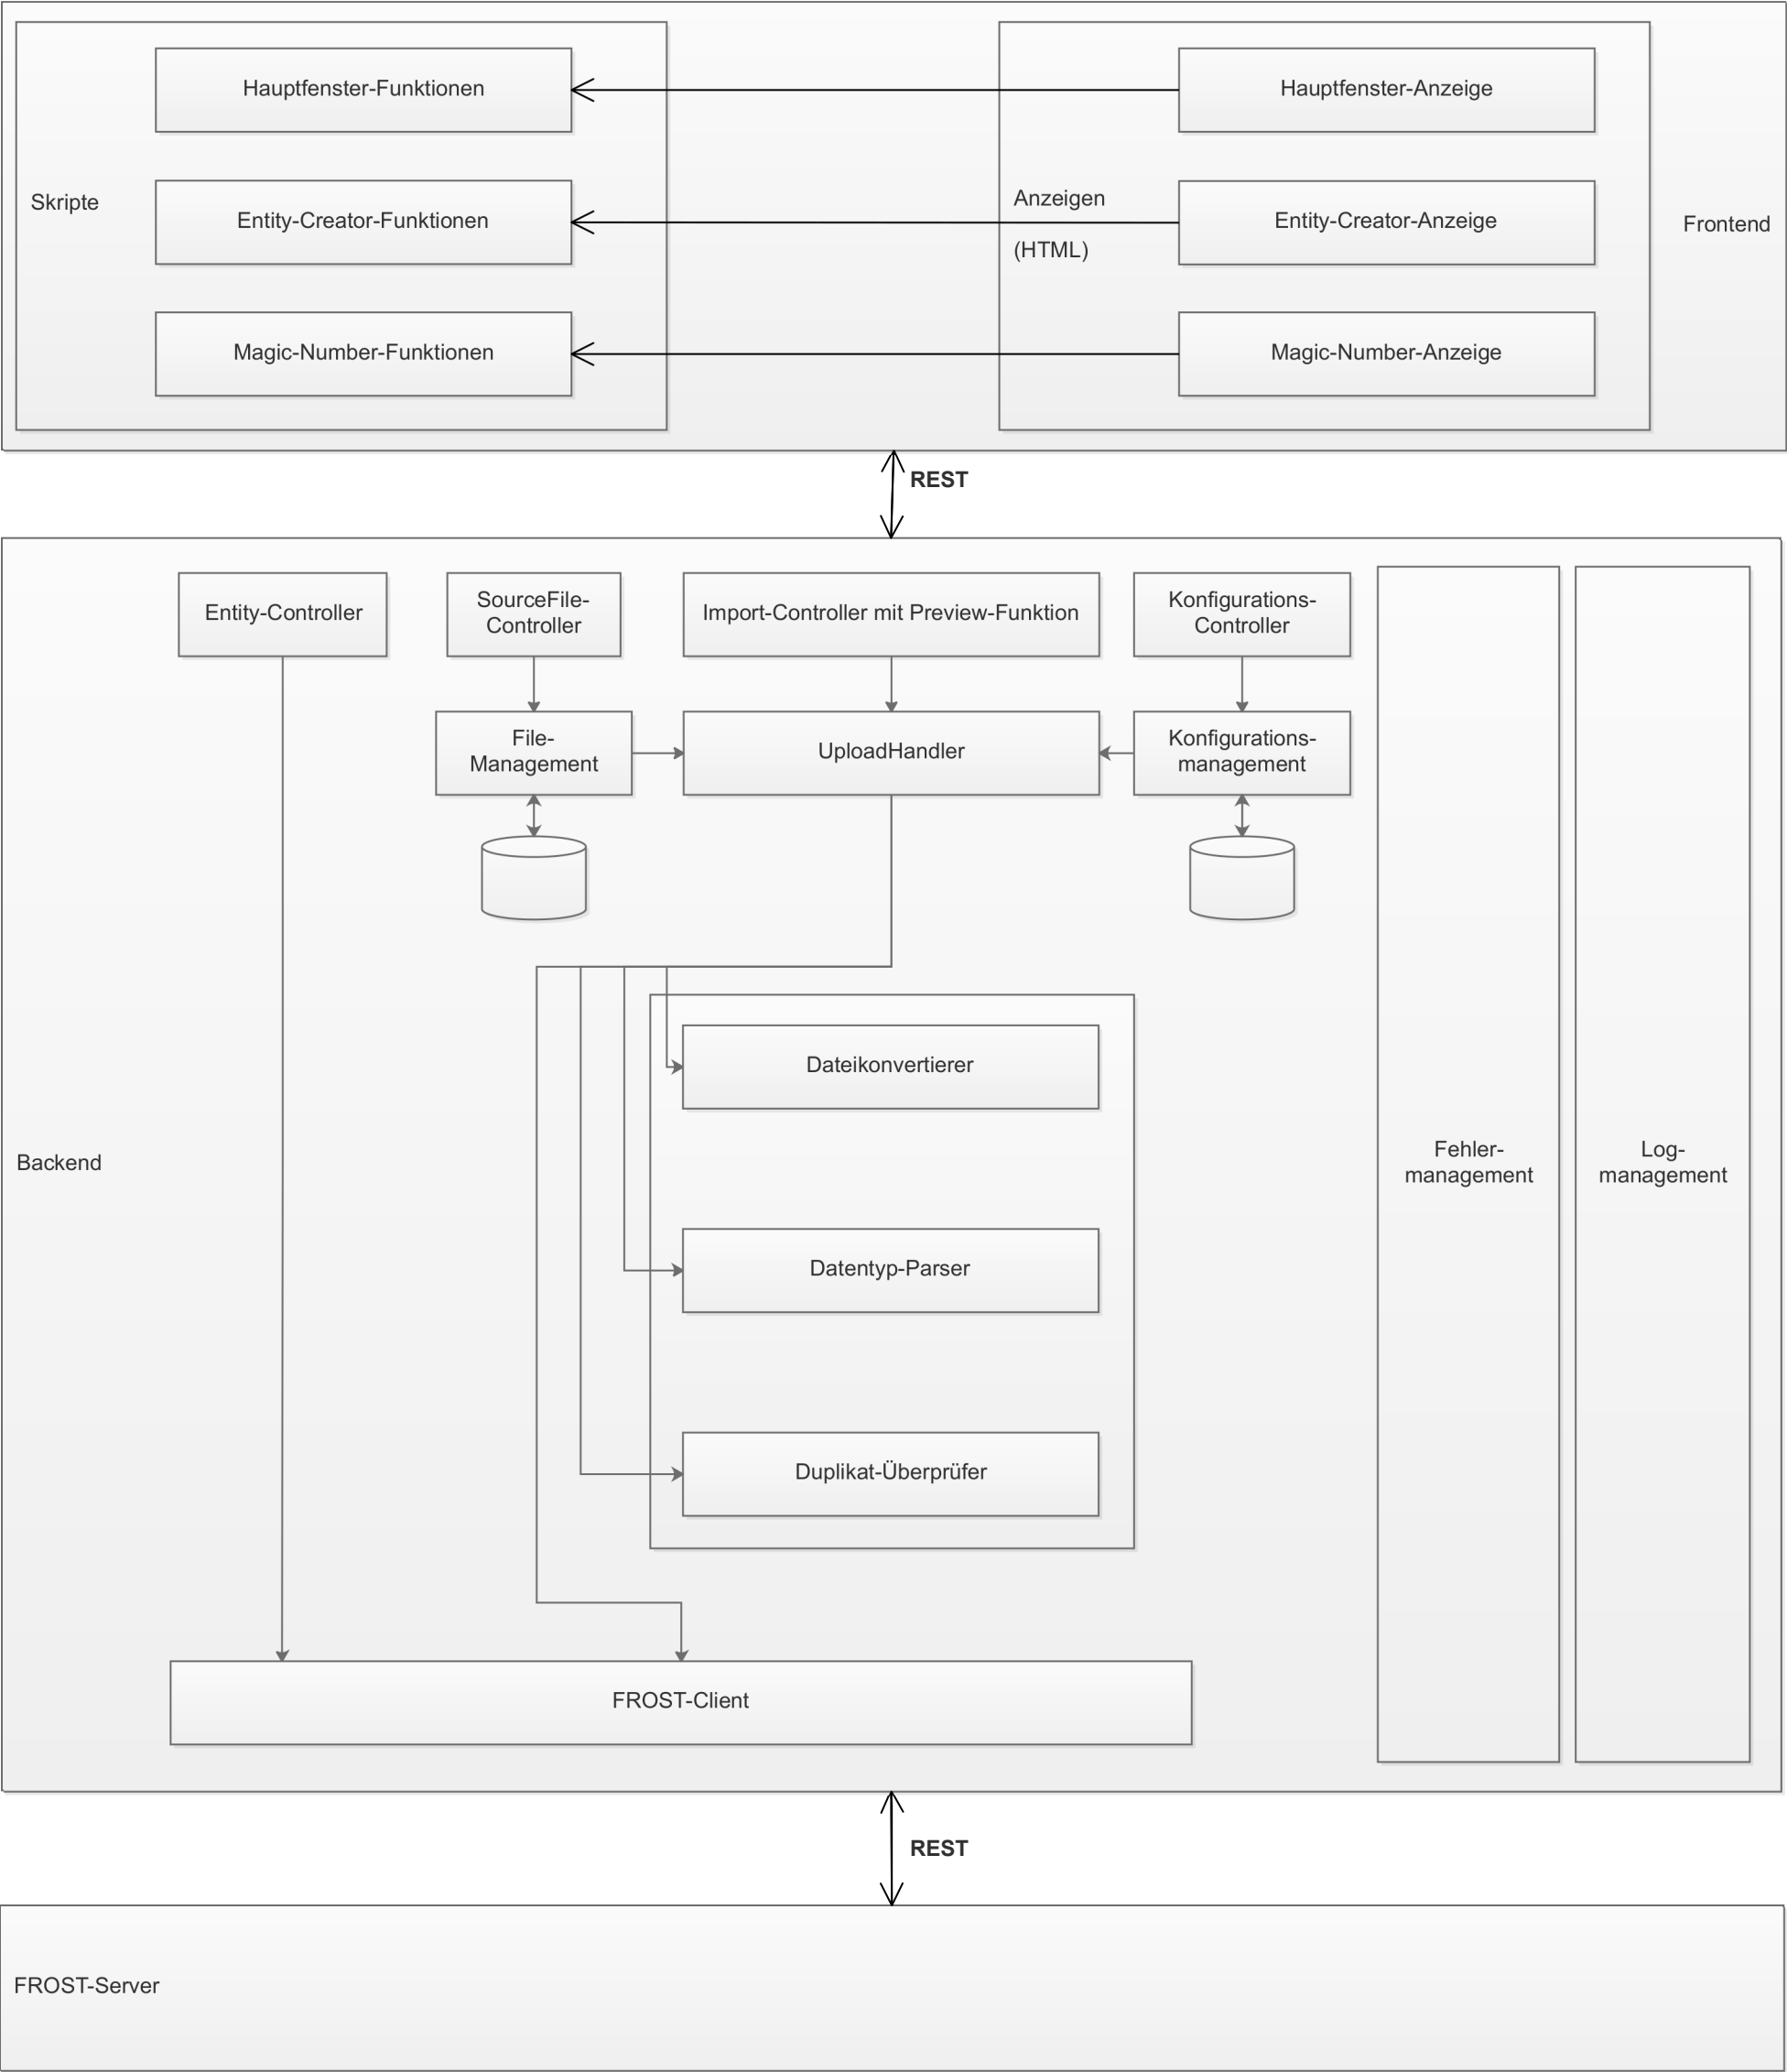 Hauptfenster-Funktionen
Hauptfenster-Anzeige
Skripte
Entity-Creator-Funktionen
Anzeigen
(HTML)
Entity-Creator-Anzeige
Frontend
Magic-Number-Funktionen
Magic-Number-Anzeige
REST
Entity-Controller
SourceFile-
Controller
Import-Controller mit Preview-Funktion
Konfigurations-
Controller
File-
Management
UploadHandler
Konfigurations-
management
Dateikonvertierer
Backend
Fehler-
management
Log-
management
Datentyp-Parser
Duplikat-Überprüfer
FROST-Client
REST
FROST-Server